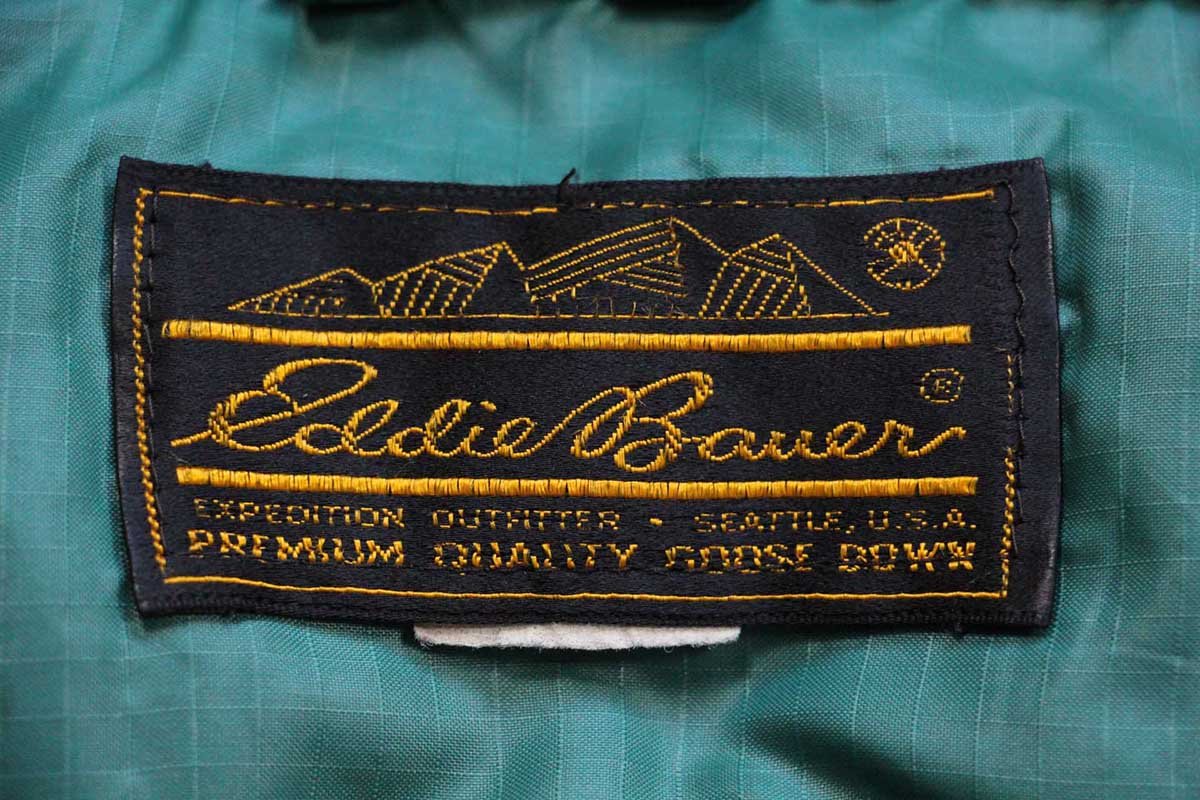 Eddie Bauer ®
EXPEDITION OUTFITTER • SEATTLE, U.S.A.
PREMIUM QUALITY GOOSE DOWN